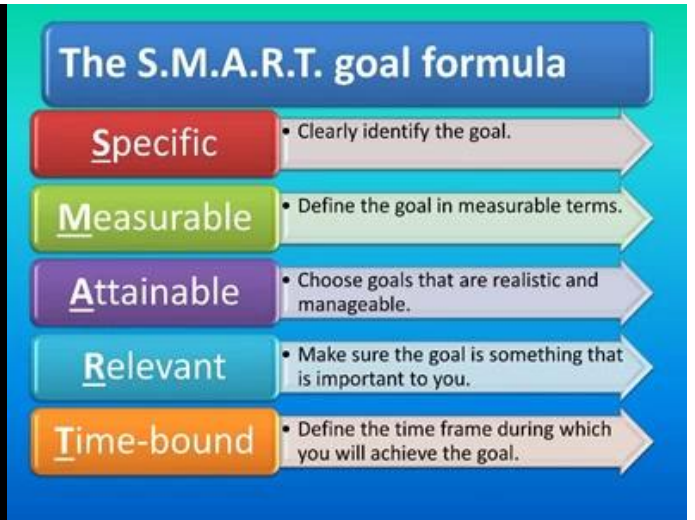 The S.M.A.R.T. goal formula
Specific
• Clearly identify the goal.
Measurable
• Define the goal in measurable terms.
Attainable
• Choose goals that are realistic and
manageable.
Relevant
• Make sure the goal is something that
is important to you.
Time-bound
• Define the time frame during which
you will achieve the goal.